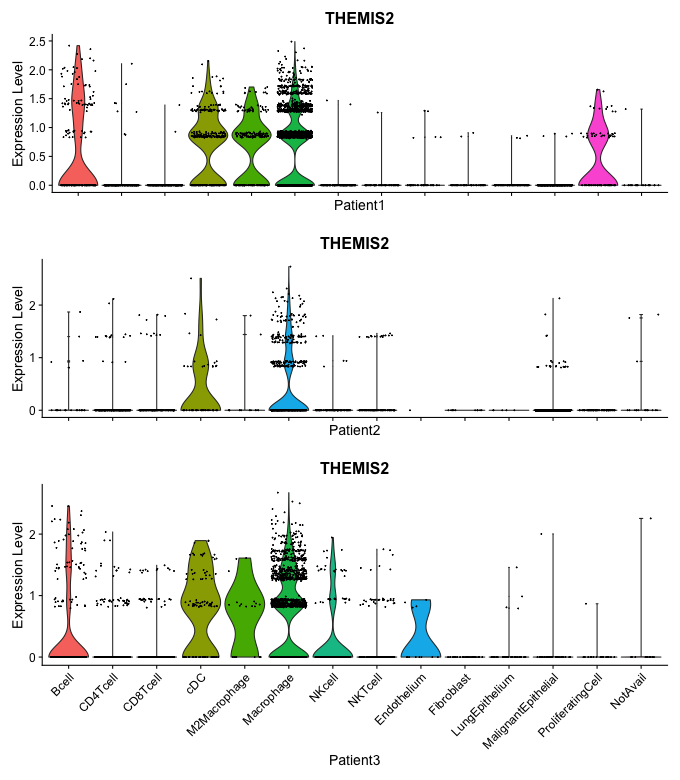 THEMIS2
Expression Level
2.5
2.0
1.5
1.0
0.5
0.0
Patient1
THEMIS2
Expression Level
2
1
0
Patient2
THEMIS2
Expression Level
2
1
0
Bcell
CD4Tcell
CD8Tcell
cDC
M2Macrophage
Macrophage
NKcell
NKTcell
Endothelium
Fibroblast
LungEpithelium
MalignantEpithelial
ProliferatingCell
NotAvail
Patient3